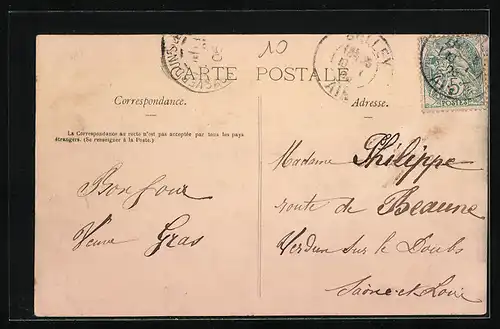 10
CARTE POSTALE
Correspondance.
Adresse.
La Correspondance au recto n'est pas acceptée par tous les pays
étrangers. (Se renseigner à la Poste.)
Bonjour
Veuve Gras
Madame Philippe
route de Beaune
Verdun sur le Doubs
Saône-et-Loire
POSTES